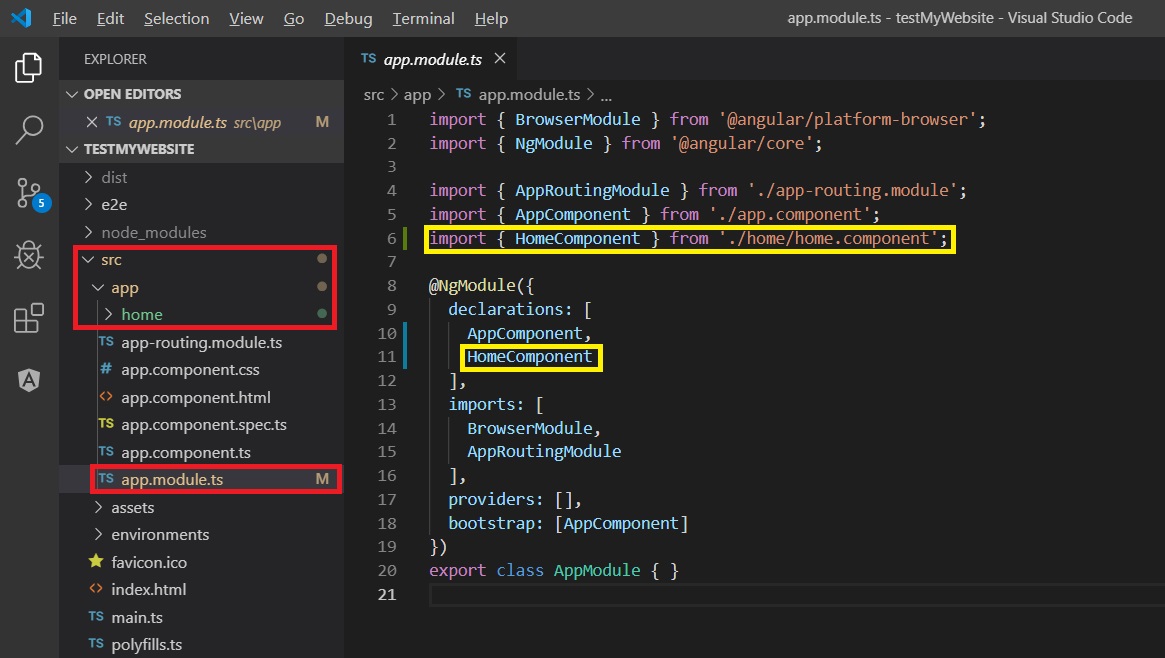 File Edit Selection View Go Debug Terminal Help
app.module.ts - testMyWebsite - Visual Studio Code
5
EXPLORER
OPEN EDITORS
TS app.module.ts src\app M
TESTMYWEBSITE
dist
e2e
node_modules
src
app
home
TS app-routing.module.ts
# app.component.css
<> app.component.html
TS app.component.spec.ts
TS app.component.ts
TS app.module.ts M
assets
environments
favicon.ico
<> index.html
TS main.ts
TS polyfills.ts
TS app.module.ts
src > app > TS app.module.ts > ...
1 import { BrowserModule } from '@angular/platform-browser';
2 import { NgModule } from '@angular/core';
3
4 import { AppRoutingModule } from './app-routing.module';
5 import { AppComponent } from './app.component';
6 import { HomeComponent } from './home/home.component';
7
8 @NgModule({
9 declarations: [
10 AppComponent,
11 HomeComponent
12 ],
13 imports: [
14 BrowserModule,
15 AppRoutingModule
16 ],
17 providers: [],
18 bootstrap: [AppComponent]
19 })
20 export class AppModule { }
21